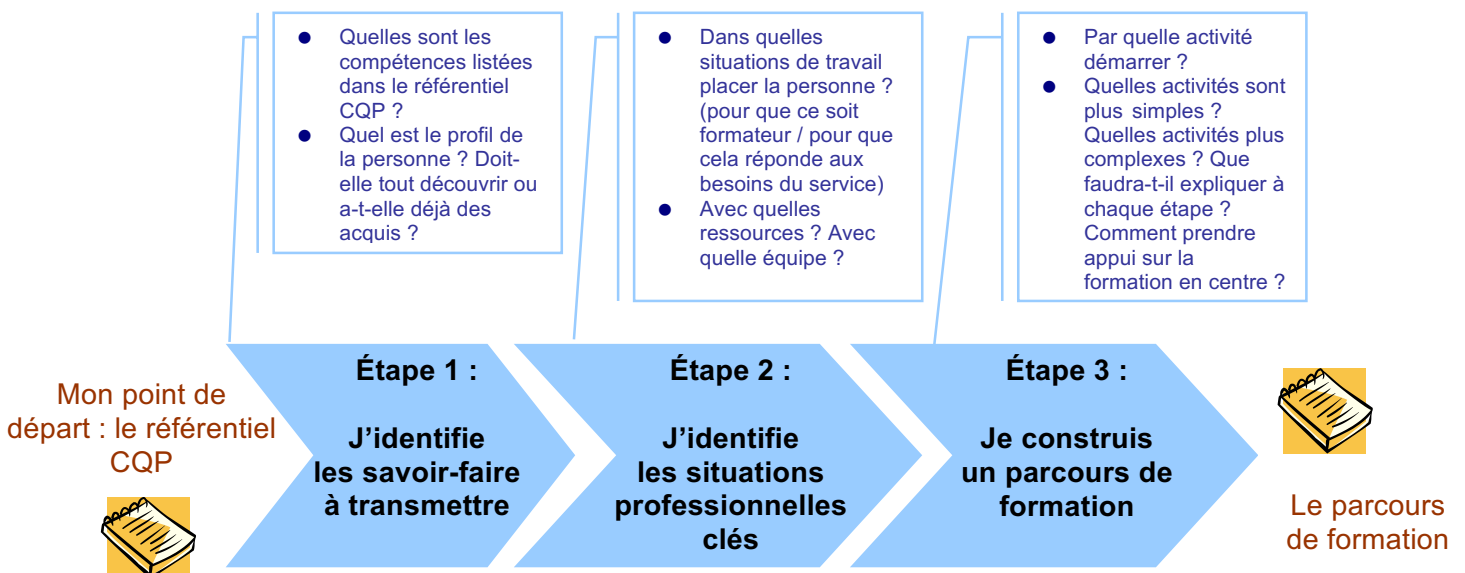 Quelles sont les
compétences listées
dans le référentiel
CQP ?
Quel est le profil de
la personne ? Doit-
elle tout découvrir ou
a-t-elle déjà des
acquis ?
Dans quelles
situations de travail
placer la personne ?
(pour que ce soit
formateur / pour que
cela réponde aux
besoins du service)
Avec quelles
ressources ? Avec
quelle équipe ?
Par quelle activité
démarrer ?
Quelles activités sont
plus simples ?
Quelles activités plus
complexes ? Que
faudra-t-il expliquer à
chaque étape ?
Comment prendre
appui sur la
formation en centre ?
Mon point de
départ : le référentiel
CQP
Étape 1 :
J’identifie
les savoir-faire
à transmettre
Étape 2 :
J’identifie
les situations
professionnelles
clés
Étape 3 :
Je construis
un parcours de
formation
Le parcours
de formation